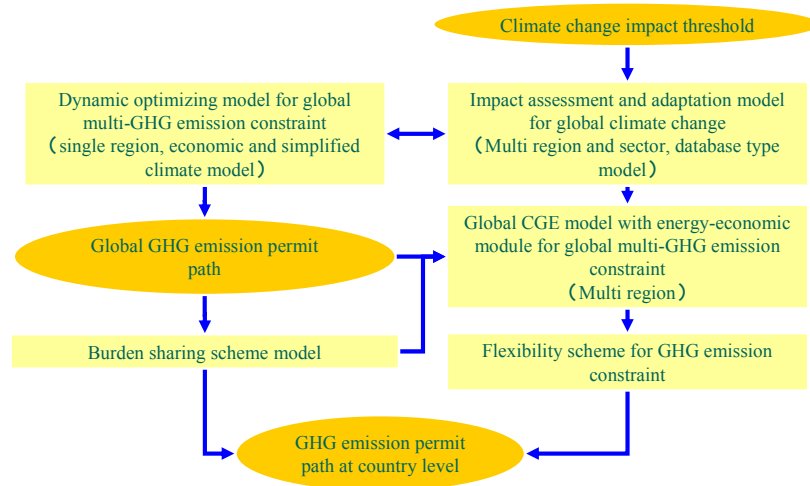 Climate change impact threshold
Dynamic optimizing model for global
multi-GHG emission constraint
(single region, economic and simplified
climate model)
Impact assessment and adaptation model
for global climate change
(Multi region and sector, database type
model)
Global GHG emission permit
path
Global CGE model with energy-economic
module for global multi-GHG emission
constraint
(Multi region)
Burden sharing scheme model
Flexibility scheme for GHG emission
constraint
GHG emission permit
path at country level